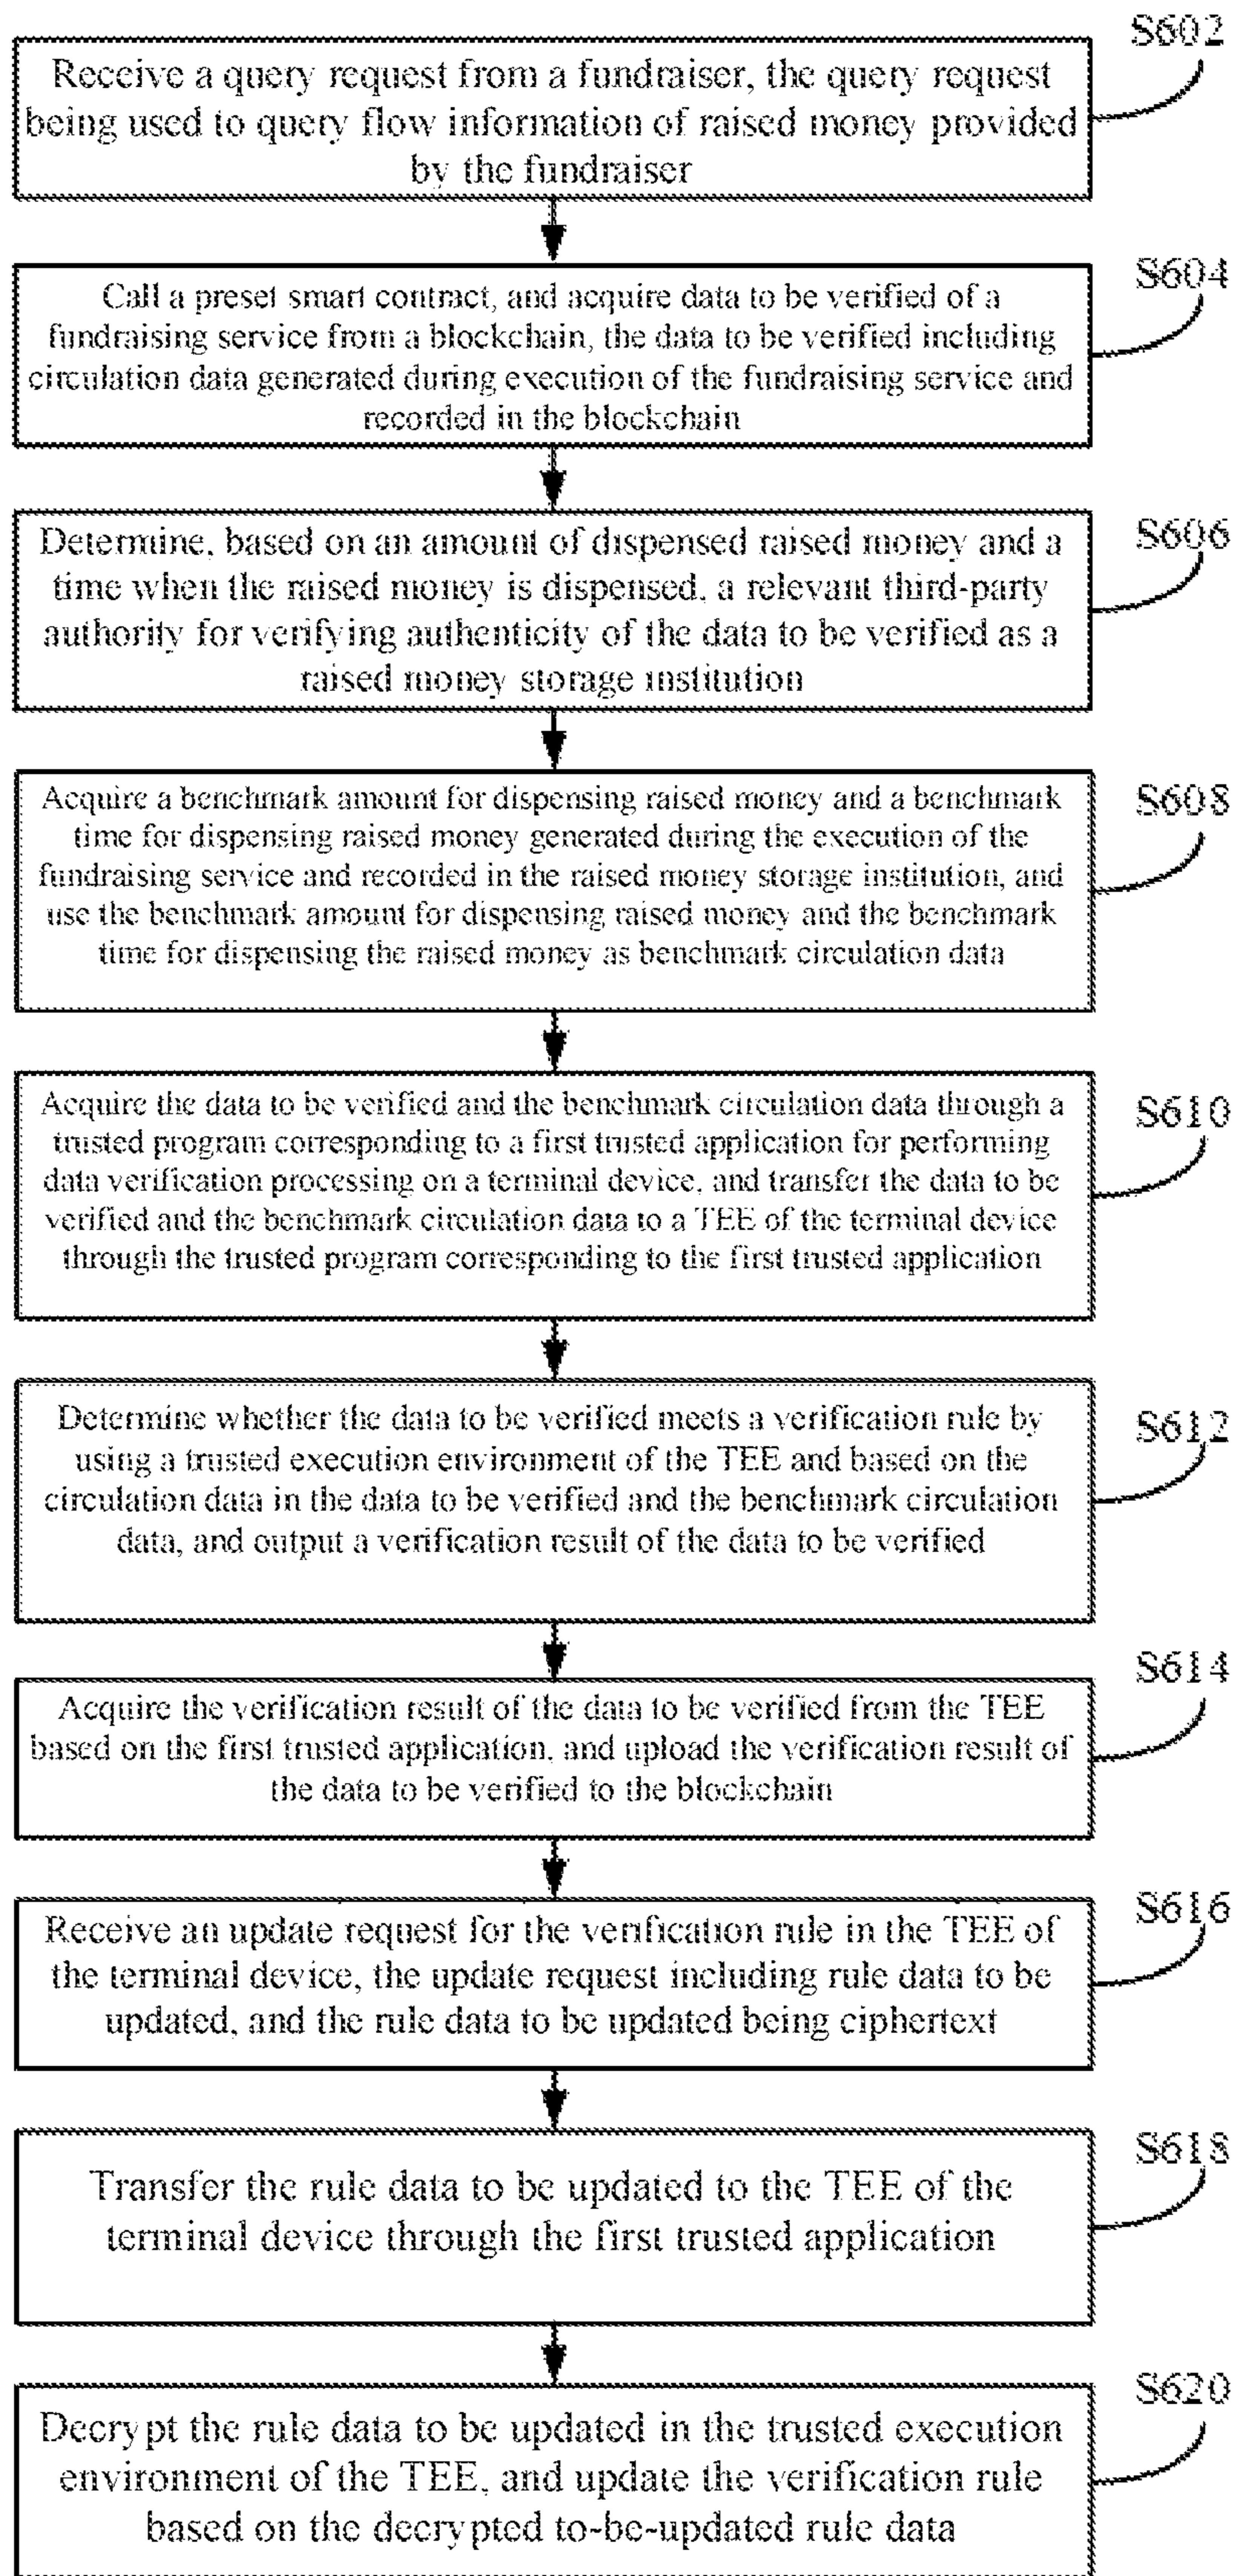 S602
Receive a query request from a fundraiser, the query request
being used to query flow information of raised money provided
by the fundraiser
S604
Call a preset smart contract, and acquire data to be verified of a
fundraising service from a blockchain, the data to be verified including
circulation data generated during execution of the fundraising service and
recorded in the blockchain
S606
Determine, based on an amount of dispensed raised money and a
time when the raised money is dispensed, a relevant third-party
authority for verifying authenticity of the data to be verified as a
raised money storage institution
S608
Acquire a benchmark amount for dispensing raised money and a benchmark
time for dispensing raised money generated during the execution of the
fundraising service and recorded in the raised money storage institution, and
use the benchmark amount for dispensing raised money and the benchmark
time for dispensing the raised money as benchmark circulation data
S610
Acquire the data to be verified and the benchmark circulation data through a
trusted program corresponding to a first trusted application for performing
data verification processing on a terminal device, and transfer the data to be
verified and the benchmark circulation data to a TEE of the terminal device
through the trusted program corresponding to the first trusted application
S612
Determine whether the data to be verified meets a verification rule by
using a trusted execution environment of the TEE and based on the
circulation data in the data to be verified and the benchmark circulation
data, and output a verification result of the data to be verified
S614
Acquire the verification result of the data to be verified from the TEE
based on the first trusted application, and upload the verification result of
the data to be verified to the blockchain
S616
Receive an update request for the verification rule in the TEE of
the terminal device, the update request including rule data to be
updated, and the rule data to be updated being ciphertext
S618
Transfer the rule data to be updated to the TEE of the
terminal device through the first trusted application
S620
Decrypt the rule data to be updated in the trusted execution
environment of the TEE, and update the verification rule
based on the decrypted to-be-updated rule data